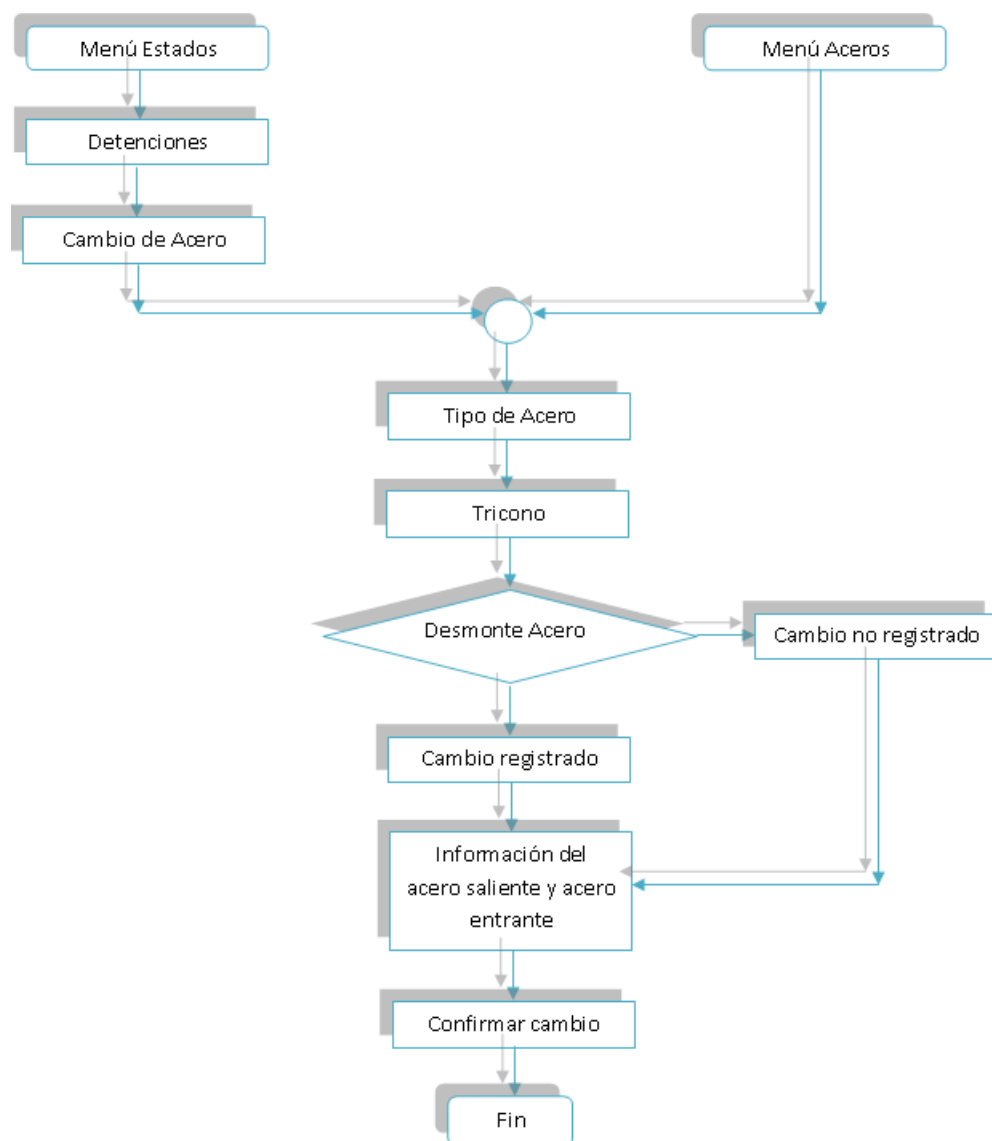 Menú Estados
Menú Aceros
Detenciones
Cambio de Acero
Tipo de Acero
Tricono
Desmonte Acero
Cambio no registrado
Cambio registrado
Información del
acero saliente y acero
entrante
Confirmar cambio
Fin